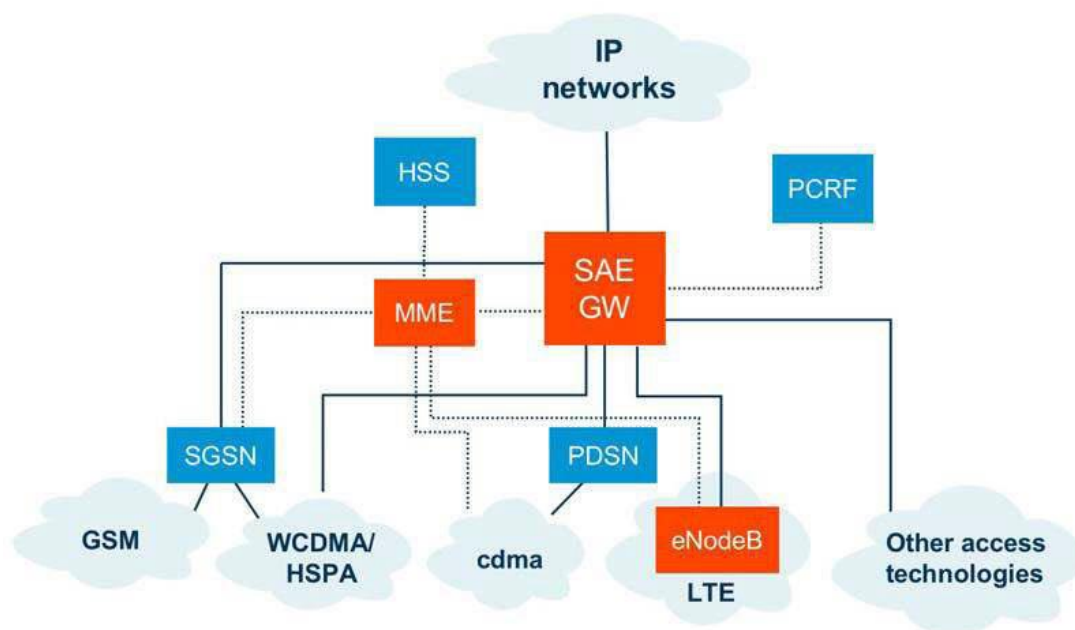 IP
networks
HSS
PCRF
SAE
GW
MME
SGSN
PDSN
GSM
WCDMA/
HSPA
cdma
eNodeB
LTE
Other access
technologies